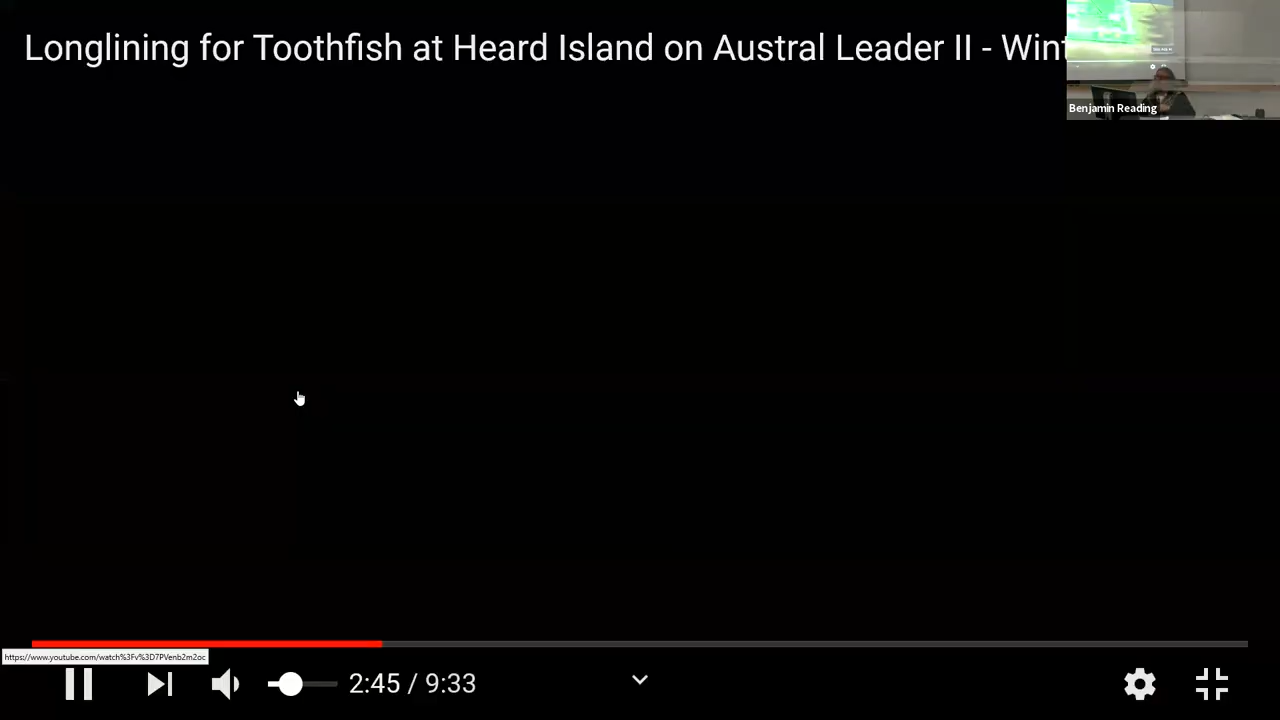 Longlining for Toothfish at Heard Island on Austral Leader II - Wint
Benjamin Reading
https://www.youtube.com/watch%3Fv%3D7PVenb2m2oc
2:45 / 9:33